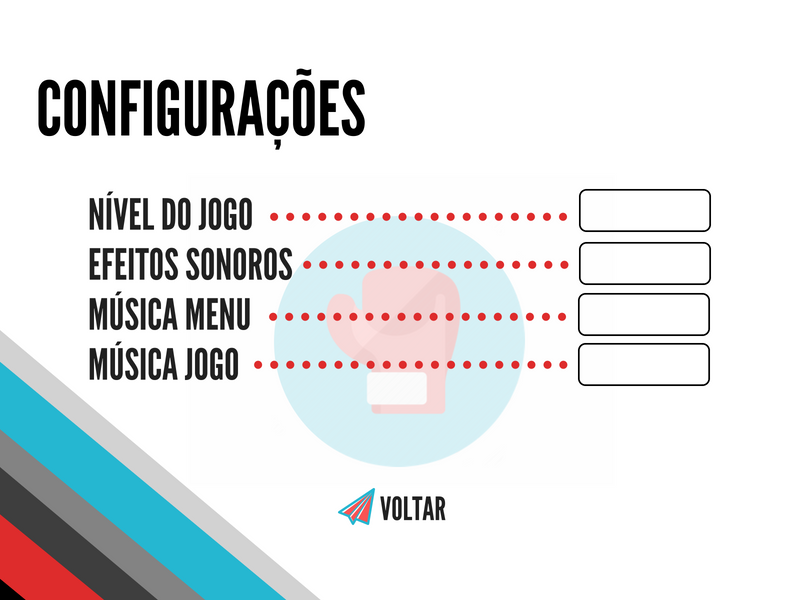 CONFIGURAÇÕES
NÍVEL DO JOGO
EFEITOS SONOROS
MÚSICA MENU
MÚSICA JOGO
VOLTAR